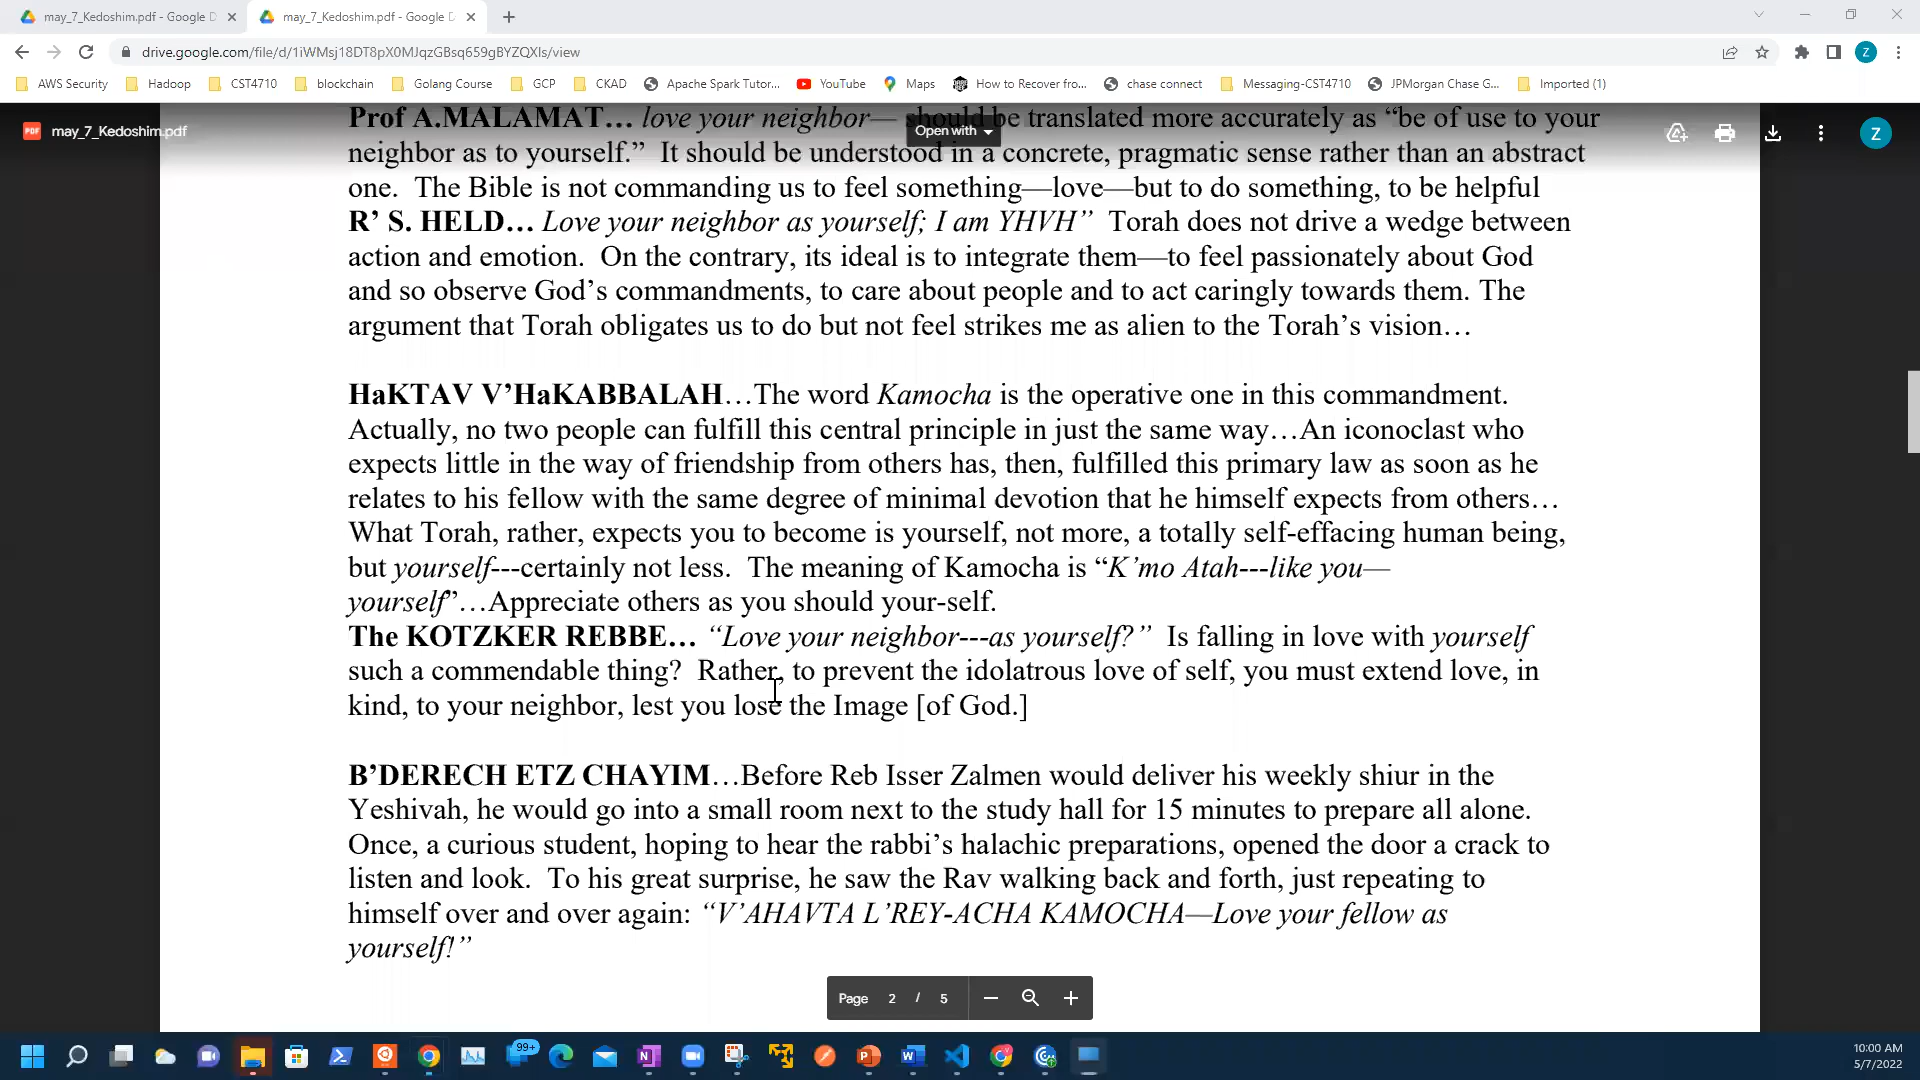 may_7_Kedoshim.pdf - Google D
may_7_Kedoshim.pdf - Google D
drive.google.com/file/d/1iWMsj18DT8pX0MJqzGBsq659gBYZQXls/view
Z
AWS Security
Hadoop
CST4710
blockchain
Golang Course
GCP
CKAD
Apache Spark Tutor...
YouTube
Maps
How to Recover fro...
chase connect
Messaging-CST4710
JPMorgan Chase G...
Imported (1)
PDF may_7_Kedoshim.pdf
Open with
Z
Prof A.MALAMAT… love your neighbor— should be translated more accurately as “be of use to your
neighbor as to yourself.”  It should be understood in a concrete, pragmatic sense rather than an abstract
one.  The Bible is not commanding us to feel something—love—but to do something, to be helpful
R’ S. HELD… Love your neighbor as yourself; I am YHVH”  Torah does not drive a wedge between
action and emotion.  On the contrary, its ideal is to integrate them—to feel passionately about God
and so observe God’s commandments, to care about people and to act caringly towards them. The
argument that Torah obligates us to do but not feel strikes me as alien to the Torah’s vision…
HaKTAV V’HaKABBALAH…The word Kamocha is the operative one in this commandment.
Actually, no two people can fulfill this central principle in just the same way…An iconoclast who
expects little in the way of friendship from others has, then, fulfilled this primary law as soon as he
relates to his fellow with the same degree of minimal devotion that he himself expects from others…
What Torah, rather, expects you to become is yourself, not more, a totally self-effacing human being,
but yourself---certainly not less.  The meaning of Kamocha is “K’mo Atah---like you—
yourself”…Appreciate others as you should your-self.
The KOTZKER REBBE… “Love your neighbor---as yourself?”  Is falling in love with yourself
such a commendable thing?  Rather, to prevent the idolatrous love of self, you must extend love, in
kind, to your neighbor, lest you lose the Image [of God.]
B’DERECH ETZ CHAYIM…Before Reb Isser Zalmen would deliver his weekly shiur in the
Yeshivah, he would go into a small room next to the study hall for 15 minutes to prepare all alone.
Once, a curious student, hoping to hear the rabbi’s halachic preparations, opened the door a crack to
listen and look.  To his great surprise, he saw the Rav walking back and forth, just repeating to
himself over and over again: “V’AHAVTA L’REY-ACHA KAMOCHA—Love your fellow as
yourself!”
Page 2 / 5
99+
10:00 AM
5/7/2022